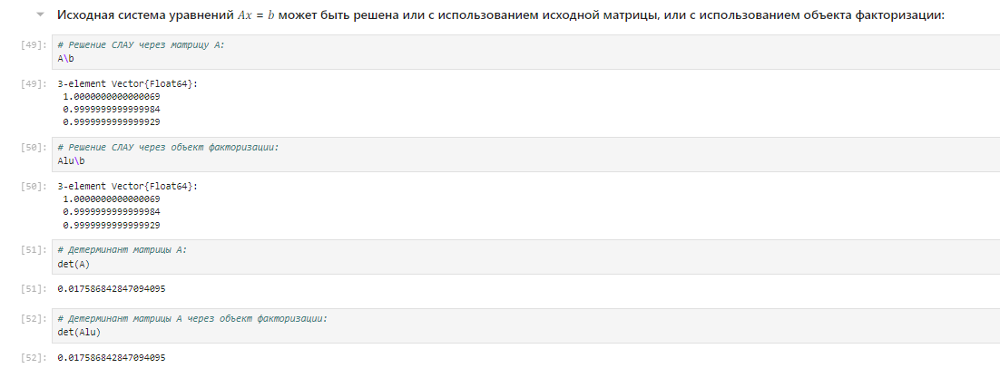 Исходная система уравнений Ax = b может быть решена или с использованием исходной матрицы, или с использованием объекта факторизации:
[49]: # Решение СЛАУ через матрицу A:
A\b
[49]: 3-element Vector{Float64}:
1.0000000000000069
0.9999999999999984
0.9999999999999929
[50]: # Решение СЛАУ через объект факторизации:
Alu\b
[50]: 3-element Vector{Float64}:
1.0000000000000069
0.9999999999999984
0.9999999999999929
[51]: # Детерминант матрицы A:
det(A)
[51]: 0.017586842847094095
[52]: # Детерминант матрицы A через объект факторизации:
det(Alu)
[52]: 0.017586842847094095